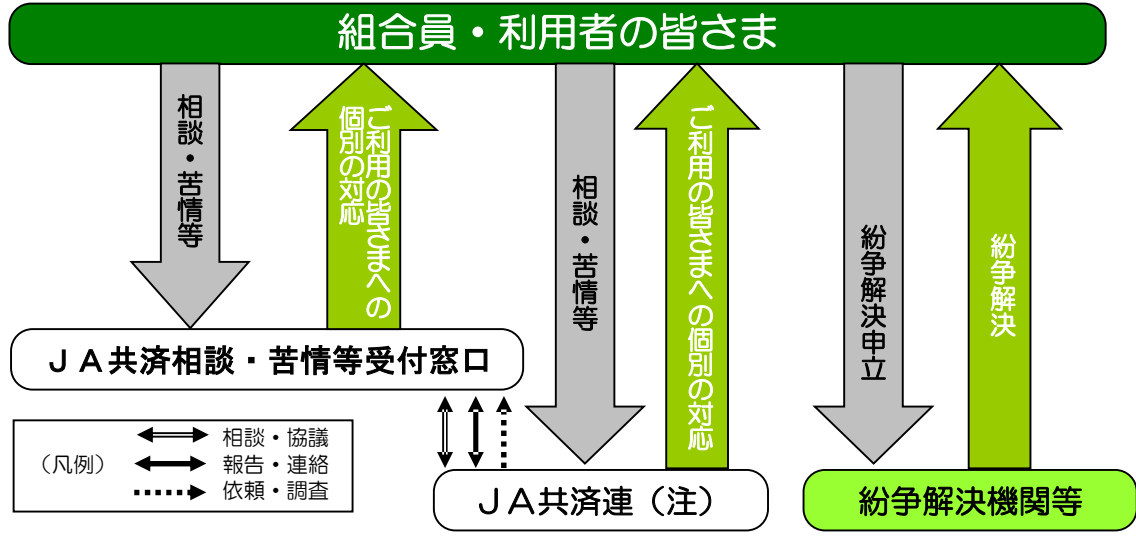 組合員・利用者の皆さま
相談・苦情等
ご利用の皆さまへの
個別の対応
相談・苦情等
ご利用の皆さまへの個別の対応
紛争解決申立
紛争解決
ＪＡ共済相談・苦情等受付窓口
（凡例）
相談・協議
報告・連絡
依頼・調査
ＪＡ共済連（注）
紛争解決機関等